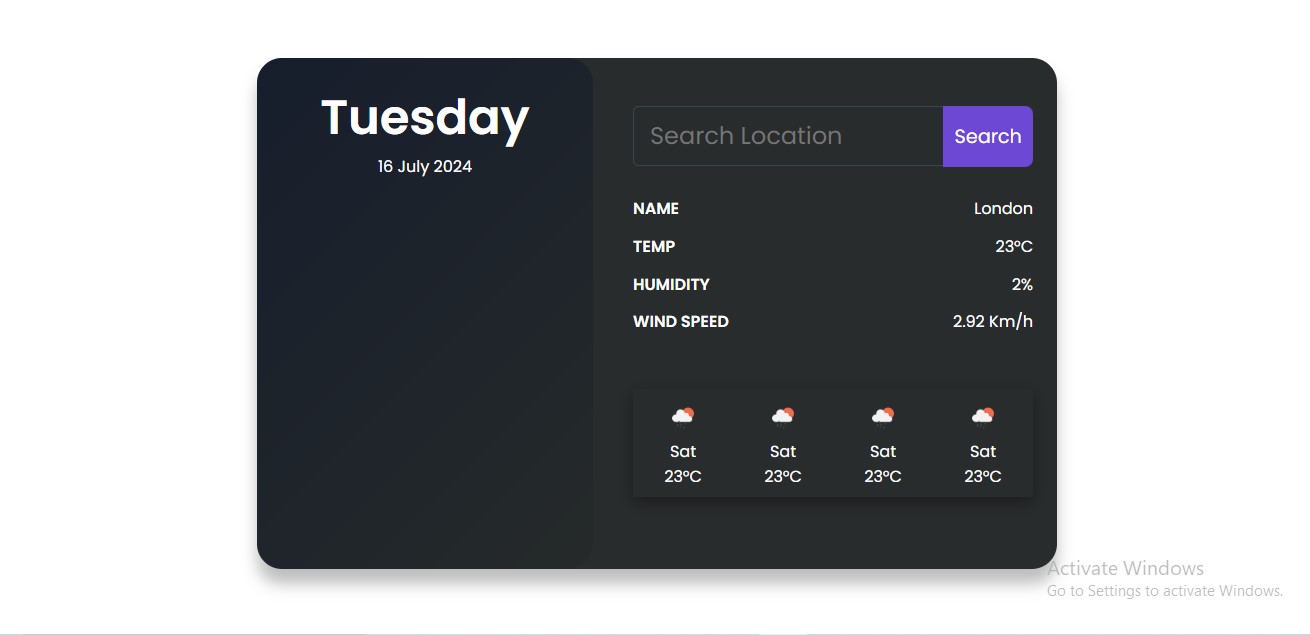 Tuesday
16 July 2024
Search Location
Search
NAME London
TEMP 23°C
HUMIDITY 2%
WIND SPEED 2.92 Km/h
Sat Sat Sat Sat
23°C 23°C 23°C 23°C
Activate Windows
Go to Settings to activate Windows.